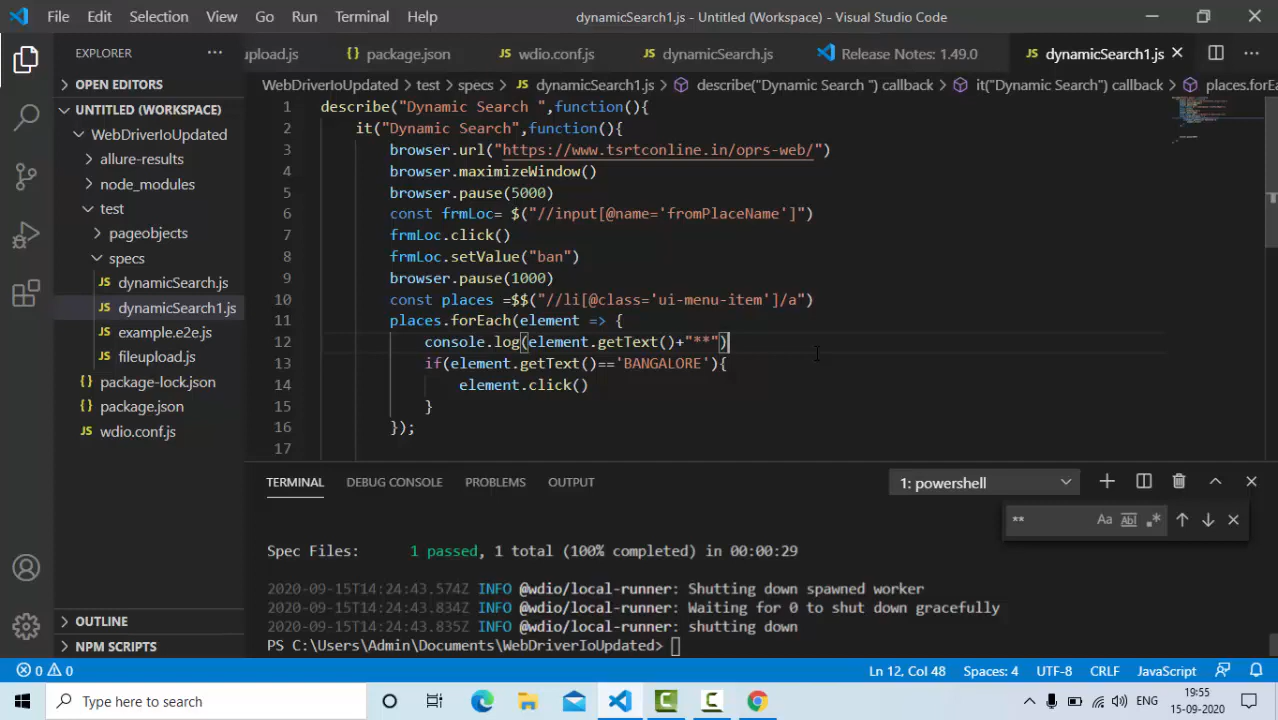 File Edit Selection View Go Run Terminal Help dynamicSearch1.js - Untitled (Workspace) - Visual Studio Code
EXPLORER
upload.js package.json wdio.conf.js dynamicSearch.js Release Notes: 1.49.0 dynamicSearch1.js
OPEN EDITORS
UNTITLED (WORKSPACE)
WebDriverIoUpdated
allure-results
node_modules
test
pageobjects
specs
dynamicSearch.js
dynamicSearch1.js
example.e2e.js
fileupload.js
package-lock.json
package.json
wdio.conf.js
OUTLINE
NPM SCRIPTS
WebDriverIoUpdated > test > specs > dynamicSearch1.js > describe("Dynamic Search ") callback > it("Dynamic Search") callback > places.forE
1 describe("Dynamic Search ",function(){
2 it("Dynamic Search",function(){
3 browser.url("https://www.tsrtconline.in/oprs-web/")
4 browser.maximizeWindow()
5 browser.pause(5000)
6 const frmLoc= $("//input[@name='fromPlaceName']")
7 frmLoc.click()
8 frmLoc.setValue("ban")
9 browser.pause(1000)
10 const places =$$("//li[@class='ui-menu-item']/a")
11 places.forEach(element => {
12 console.log(element.getText()+"**")
13 if(element.getText()=='BANGALORE'){
14 element.click()
15 }
16 });
17
TERMINAL DEBUG CONSOLE PROBLEMS OUTPUT 1: powershell
** Aa Abl .*
Spec Files: 1 passed, 1 total (100% completed) in 00:00:29
2020-09-15T14:24:43.574Z INFO @wdio/local-runner: Shutting down spawned worker
2020-09-15T14:24:43.834Z INFO @wdio/local-runner: Waiting for 0 to shut down gracefully
2020-09-15T14:24:43.835Z INFO @wdio/local-runner: shutting down
PS C:\Users\Admin\Documents\WebDriverIoUpdated>
0 0 Ln 12, Col 48 Spaces: 4 UTF-8 CRLF JavaScript
Type here to search ENG 19:55
15-09-2020